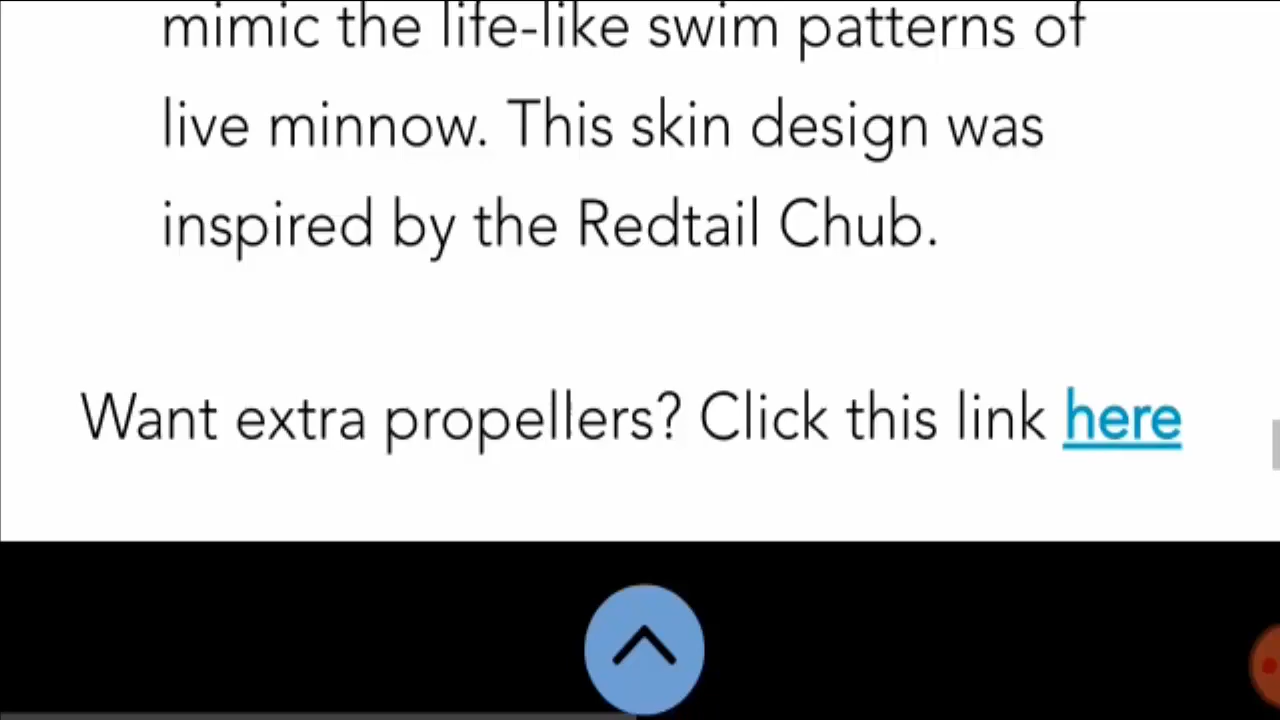 mimic the life-like swim patterns of
live minnow. This skin design was
inspired by the Redtail Chub.
Want extra propellers? Click this link here